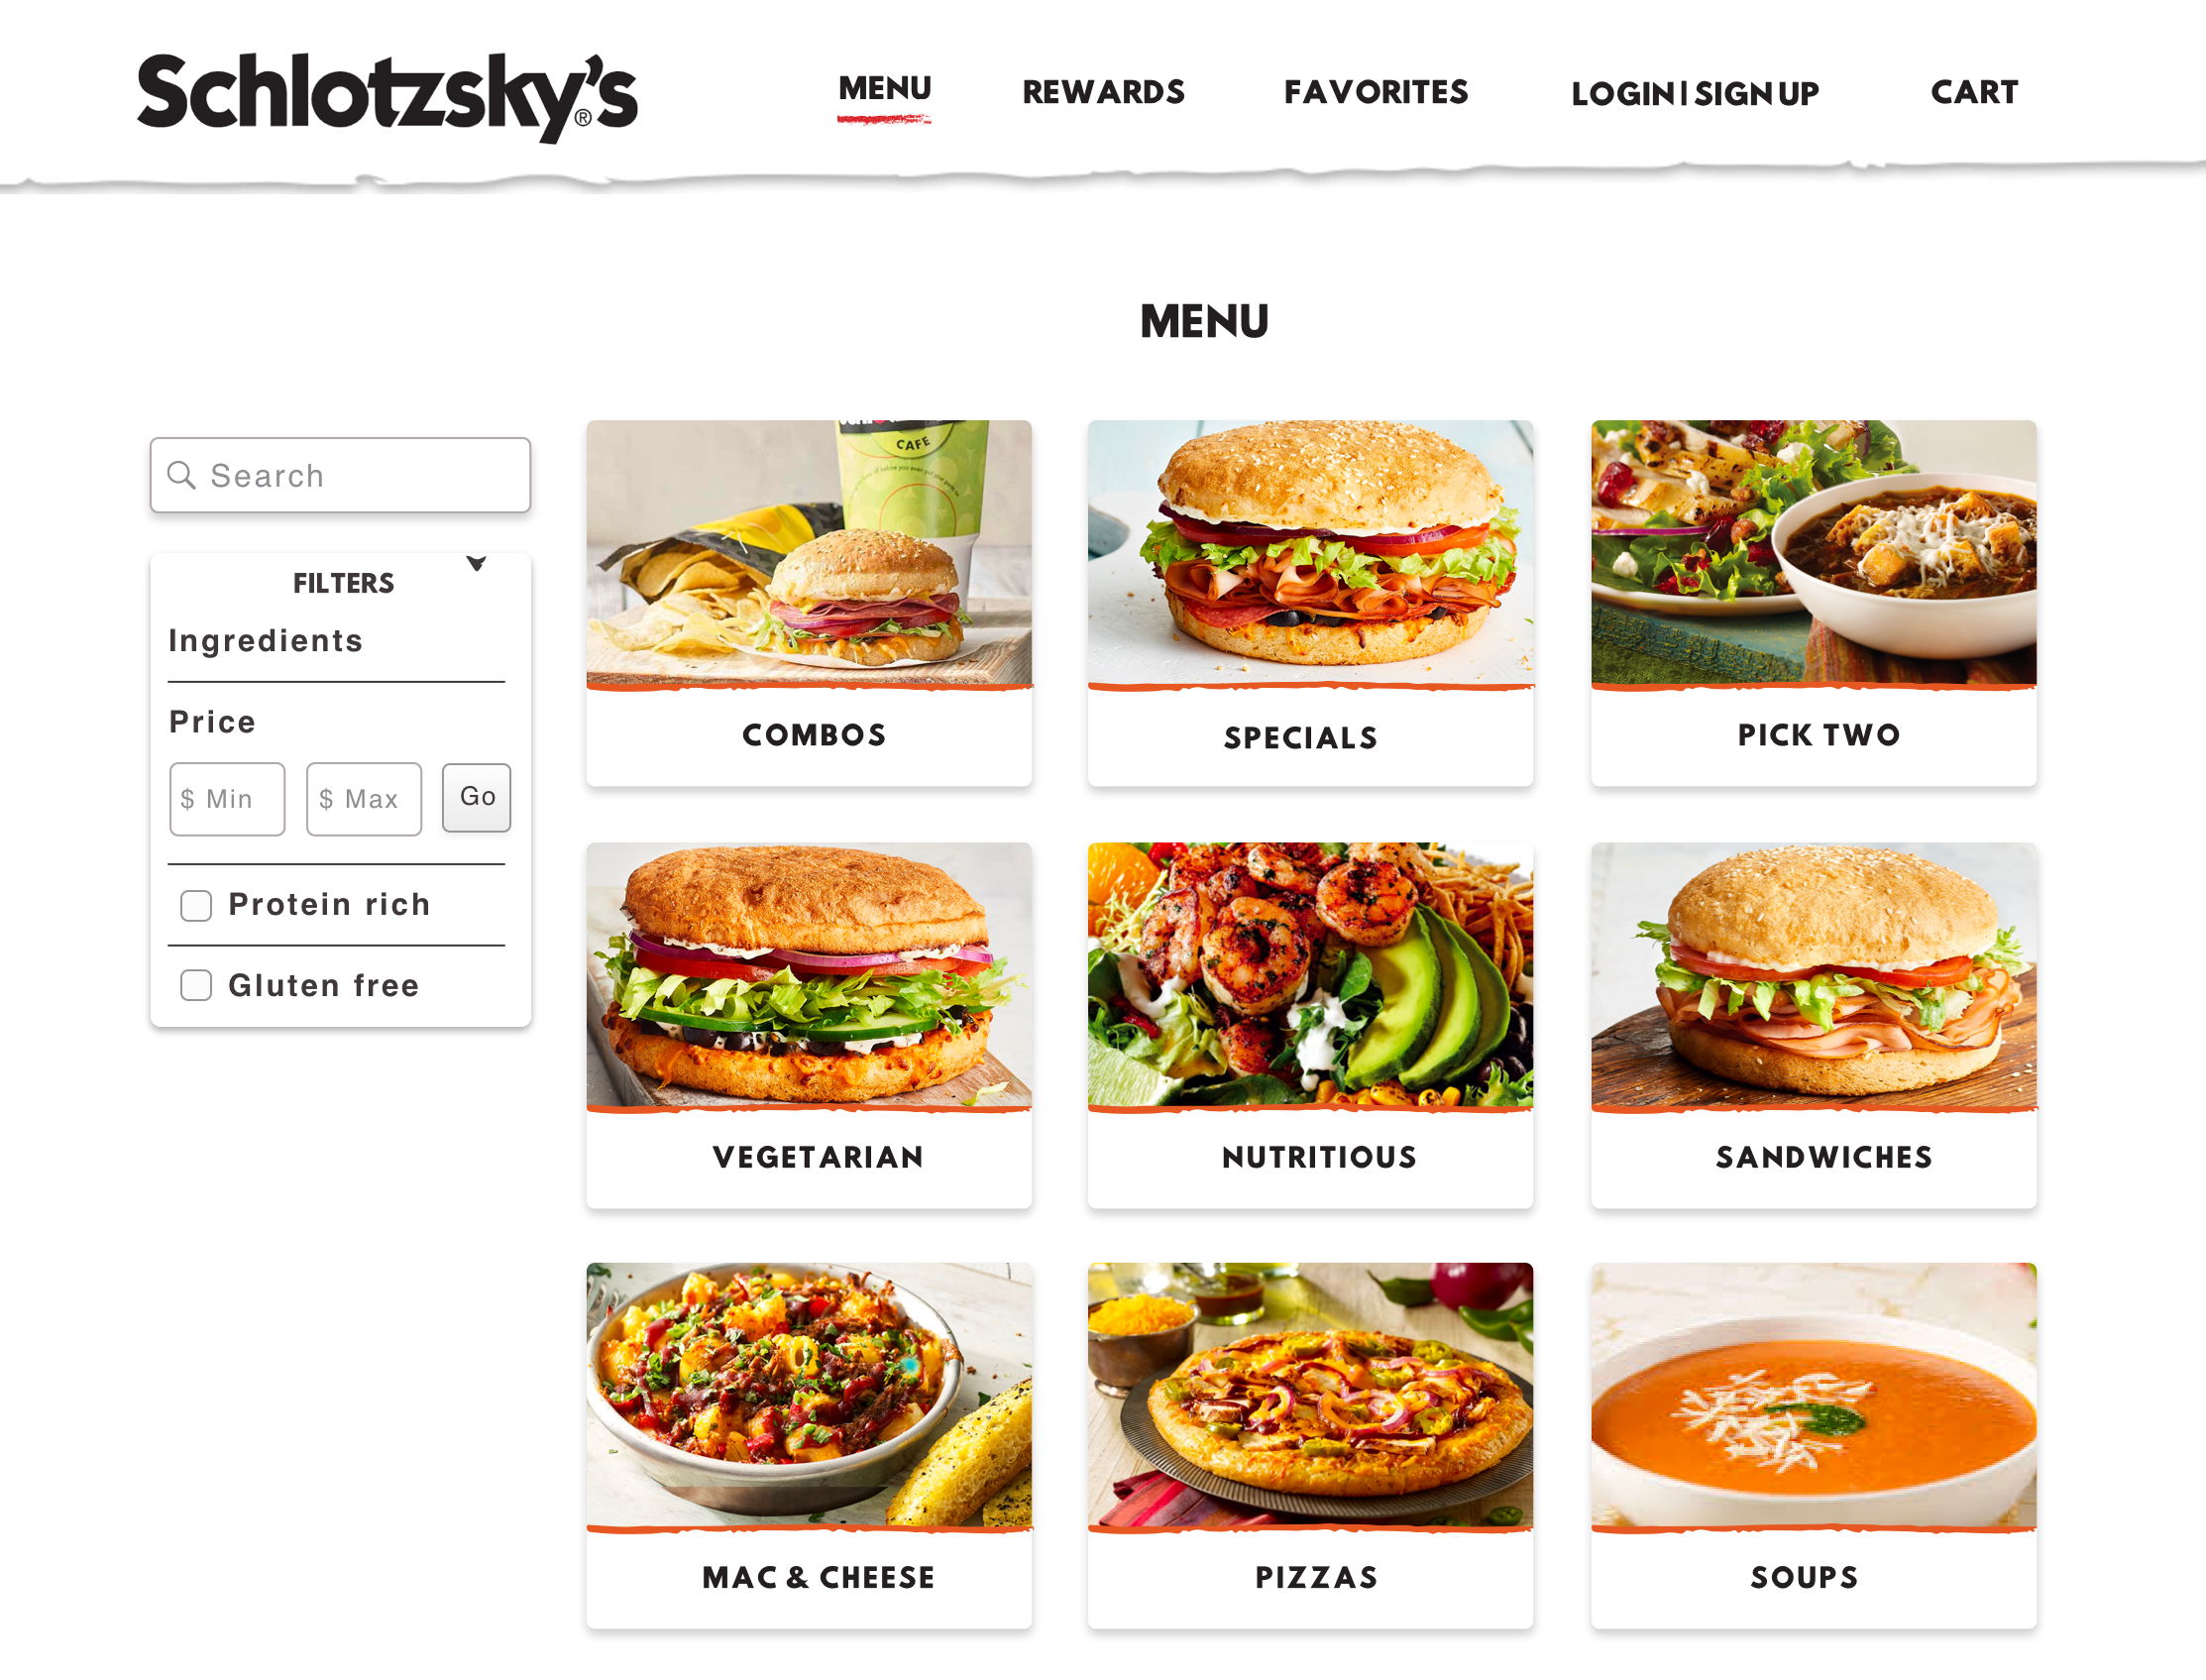 Schlotzsky's®
MENU
REWARDS
FAVORITES
LOGIN | SIGN UP
CART
MENU
Search
FILTERS
Ingredients
Price
$ Min
$ Max
Go
Protein rich
Gluten free
CAFE
COMBOS
SPECIALS
PICK TWO
VEGETARIAN
NUTRITIOUS
SANDWICHES
MAC & CHEESE
PIZZAS
SOUPS